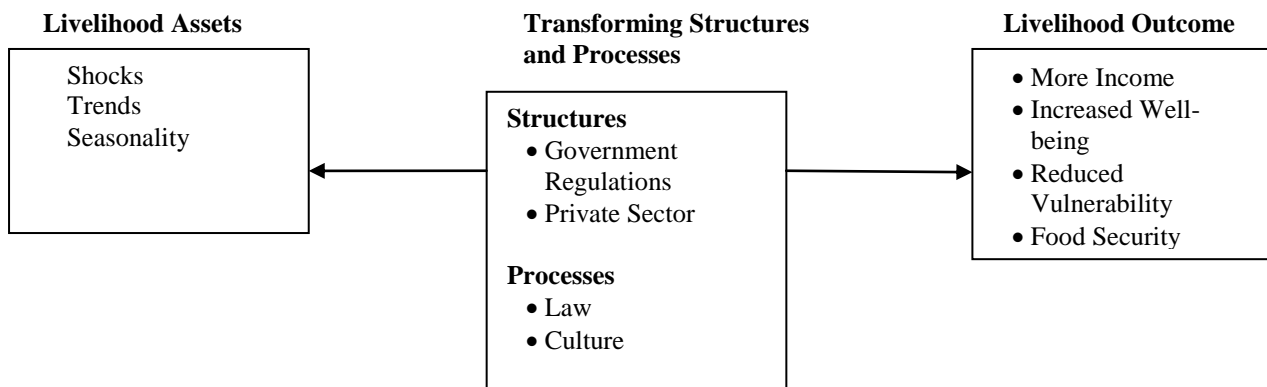 Livelihood Assets
Shocks
Trends
Seasonality
Transforming Structures
and Processes
Structures
• Government
Regulations
• Private Sector
Processes
• Law
• Culture
Livelihood Outcome
• More Income
• Increased Well-
being
• Reduced
Vulnerability
• Food Security